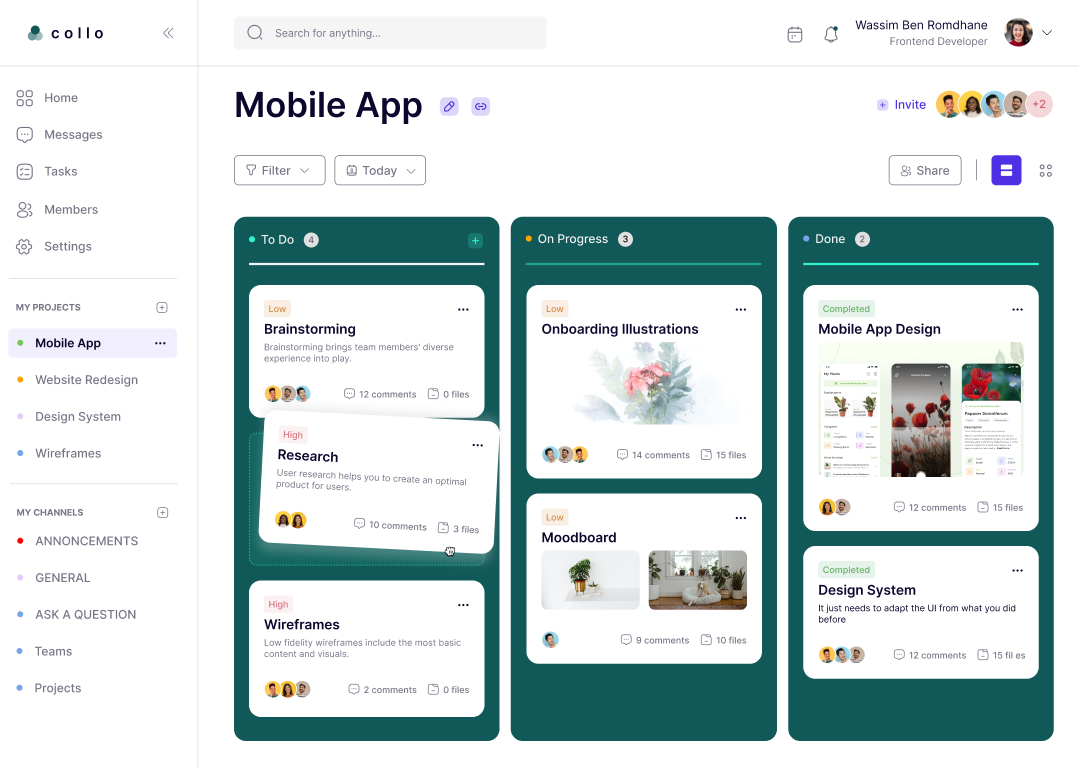 collo
Search for anything...
Wassim Ben Romdhane
Frontend Developer
Home
Messages
Tasks
Members
Settings
MY PROJECTS
Mobile App
Website Redesign
Design System
Wireframes
MY CHANNELS
ANNONCEMENTS
GENERAL
ASK A QUESTION
Teams
Projects
Mobile App
Invite
+2
Filter
Today
Share
To Do 4
Low
Brainstorming
Brainstorming brings team members' diverse
experience into play.
12 comments 0 files
High
Research
User research helps you to create an optimal
product for users.
10 comments 3 files
High
Wireframes
Low fidelity wireframes include the most basic
content and visuals.
2 comments 0 files
On Progress 3
Low
Onboarding Illustrations
14 comments 15 files
Low
Moodboard
9 comments 10 files
Done 2
Completed
Mobile App Design
My Plants
Papaver Somniferum
Description
12 comments 15 files
Completed
Design System
It just needs to adapt the UI from what you did
before
12 comments 15 fil es